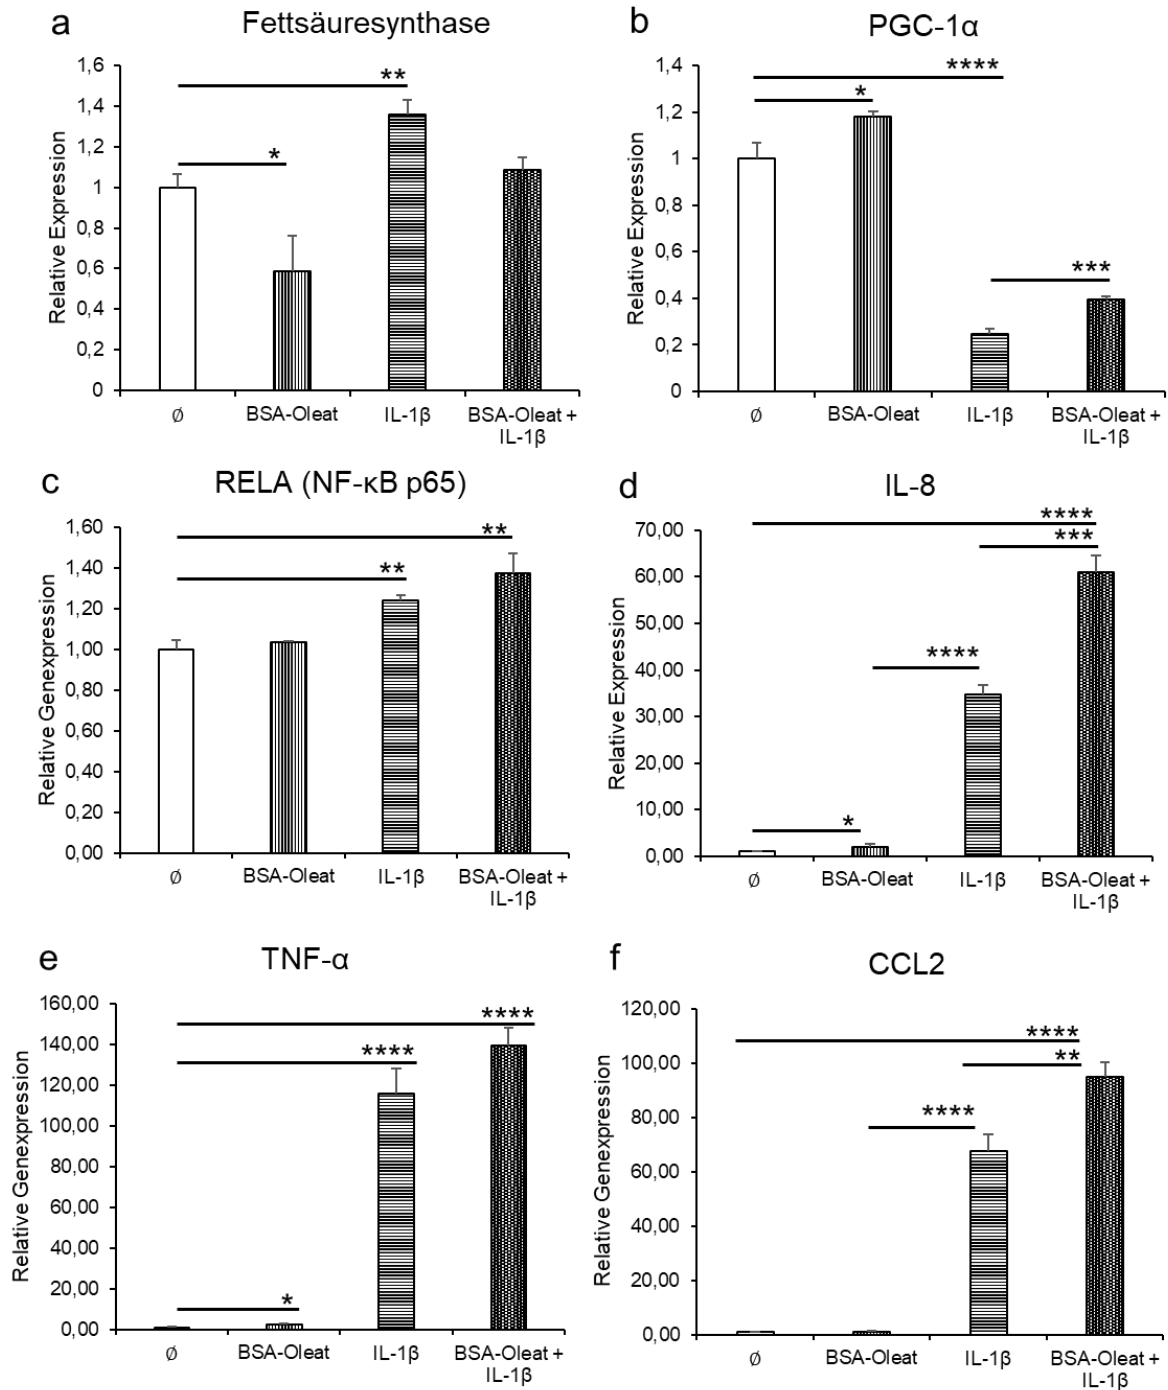 a
Fettsäuresynthase
Relative Expression
1,6
1,4
1,2
1
0,8
0,6
0,4
0,2
0
**
*
∅
BSA-Oleat
IL-1β
BSA-Oleat +
IL-1β
b
PGC-1α
Relative Expression
1,4
1,2
1
0,8
0,6
0,4
0,2
0
****
*
***
∅
BSA-Oleat
IL-1β
BSA-Oleat +
IL-1β
c
RELA (NF-κB p65)
Relative Genexpression
1,60
1,40
1,20
1,00
0,80
0,60
0,40
0,20
0,00
**
**
∅
BSA-Oleat
IL-1β
BSA-Oleat +
IL-1β
d
IL-8
Relative Expression
70,00
60,00
50,00
40,00
30,00
20,00
10,00
0,00
****
***
****
*
∅
BSA-Oleat
IL-1β
BSA-Oleat +
IL-1β
e
TNF-α
Relative Genexpression
160,00
140,00
120,00
100,00
80,00
60,00
40,00
20,00
0,00
****
****
*
∅
BSA-Oleat
IL-1β
BSA-Oleat +
IL-1β
f
CCL2
Relative Genexpression
120,00
100,00
80,00
60,00
40,00
20,00
0,00
****
**
****
∅
BSA-Oleat
IL-1β
BSA-Oleat +
IL-1β